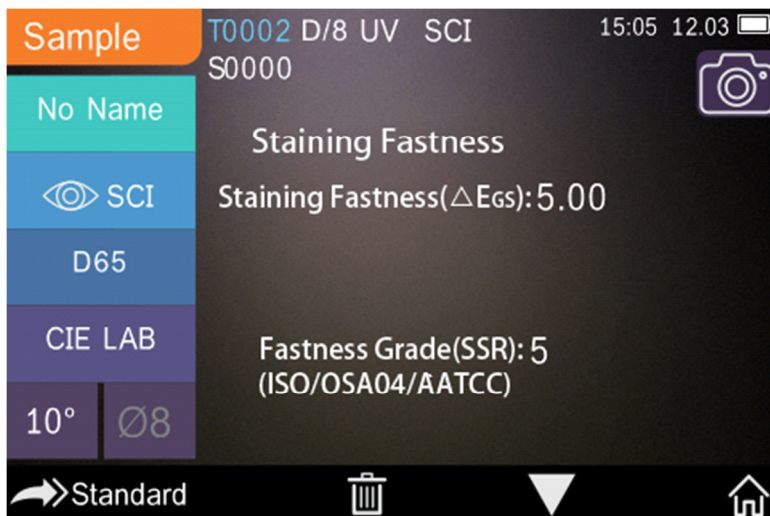 Sample
T0002 D/8 UV SCI
15:05 12.03
S0000
No Name
SCI
D65
CIE LAB
10° Ø8
Staining Fastness
Staining Fastness(△EGS):5.00
Fastness Grade(SSR): 5
(ISO/OSA04/AATCC)
Standard